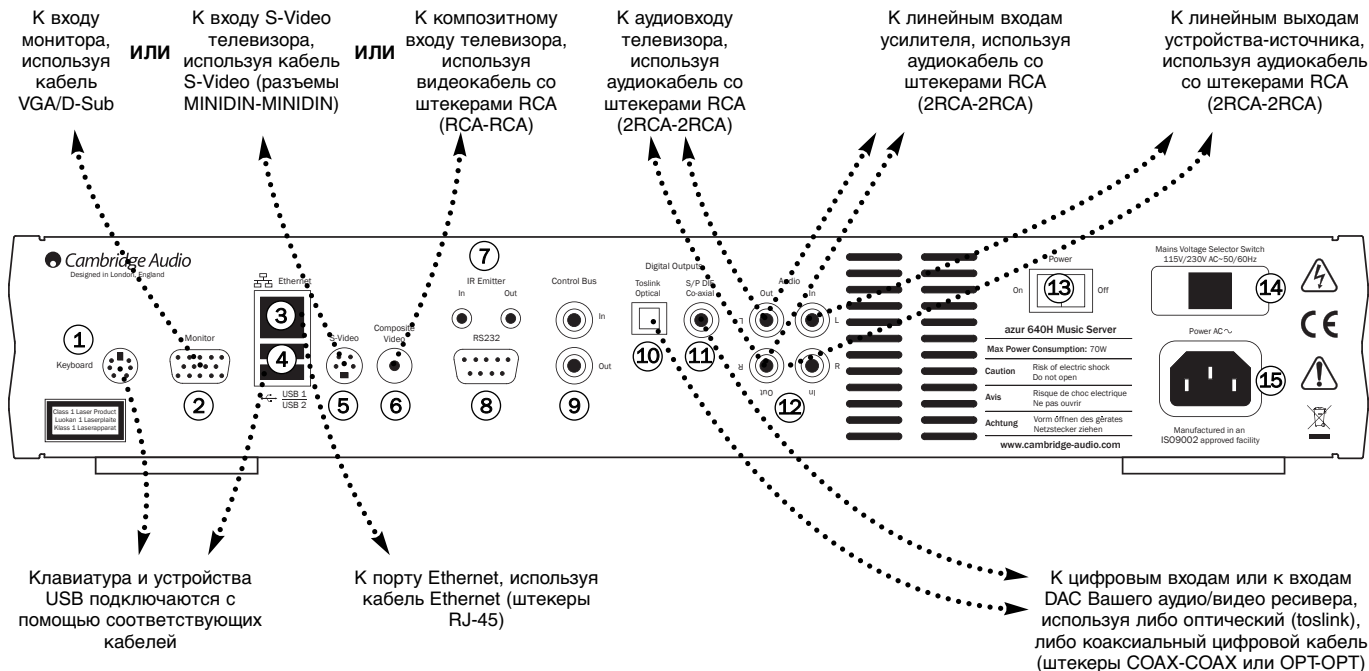 К входу
монитора,
используя
кабель
VGA/D-Sub
ИЛИ
К входу S-Video
телевизора,
используя кабель
S-Video (разъемы
MINIDIN-MINIDIN)
ИЛИ
К композитному
входу телевизора,
используя
видеокабель со
штекерами RCA
(RCA-RCA)
К аудиовходу
телевизора,
используя
аудиокабель со
штекерами RCA
(2RCA-2RCA)
К линейным входам
усилителя, используя
аудиокабель со
штекерами RCA
(2RCA-2RCA)
К линейным выходам
устройства-источника,
используя аудиокабель
со штекерами RCA
(2RCA-2RCA)
Cambridge Audio
Designed in London, England
1
Keyboard
Class 1 Laser Product
Luokan 1 Laserplaite
Klass 1 Laserapparat
Monitor
2
Ethernet
3
4
USB 1
USB 2
S-Video
5
Composite
Video
6
7
IR Emitter
In Out
RS232
8
Control Bus
In
Out
9
Digital Outputs
Toslink
Optical
S/P DIF
Co-axial
10
11
Audio
Out In
L L
R R
Out In
12
Power
On 13 Off
azur 640H Music Server
Max Power Consumption: 70W
Caution Risk of electric shock
Do not open
Avis Risque de choc electrique
Ne pas ouvrir
Achtung Vorm öffnen des gerates
Netzstecker ziehen
www.cambridge-audio.com
Mains Voltage Selector Switch
115V/230V AC~50/60Hz
14
Power AC~
15
Manufactured in an
ISO9002 approved facility
CE
Клавиатура и устройства
USB подключаются с
помощью соответствующих
кабелей
К порту Ethernet, используя
кабель Ethernet (штекеры
RJ-45)
К цифровым входам или к входам
DAC Вашего аудио/видео ресивера,
используя либо оптический (toslink),
либо коаксиальный цифровой кабель
(штекеры COAX-COAX или OPT-OPT)